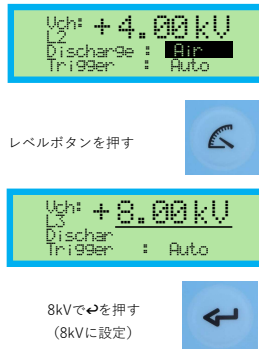 Vch: +4.00kV
L2
Discharge : Air
Trigger : Auto
レベルボタンを押す
Vch: +8.00kV
L3
Dischar
Trigger : Auto
8kVで↵を押す
(8kVに設定)